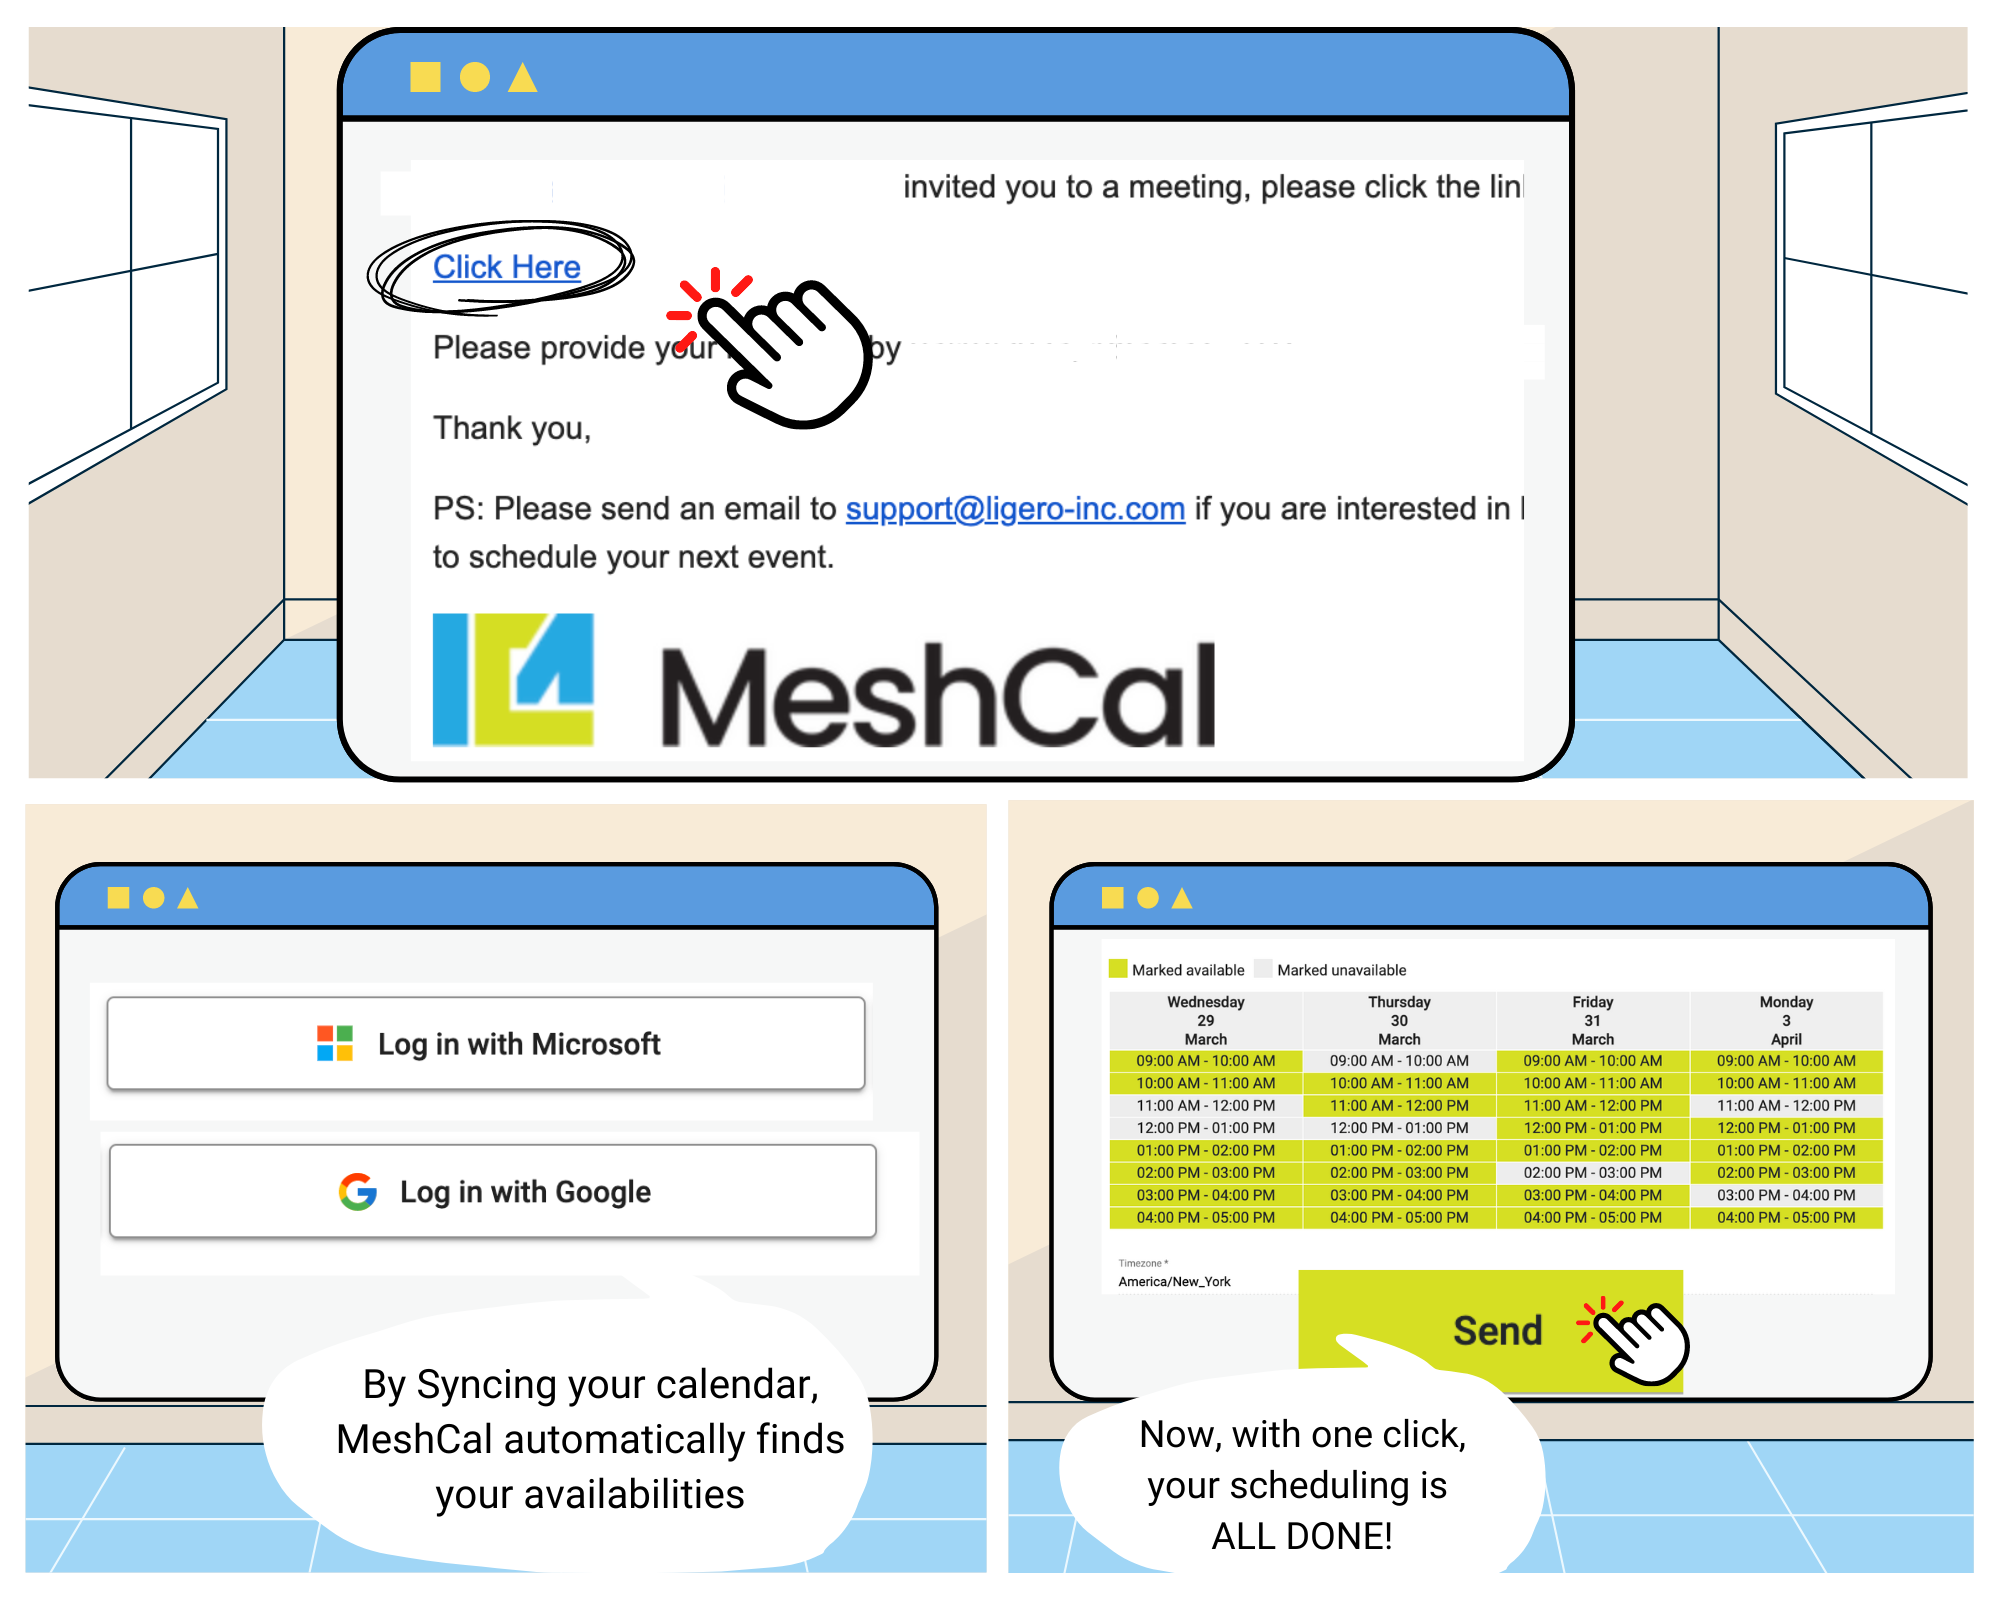 invited you to a meeting, please click the
Click Here
Please provide your by
Thank you,
PS: Please send an email to support@ligero-inc.com if you are interested in
to schedule your next event.
MeshCal
Log in with Microsoft
Log in with Google
By Syncing your calendar,
MeshCal automatically finds
your availabilities
Marked available Marked unavailable
Wednesday Thursday Friday Monday
29 30 31 3
March March March April
09:00 AM - 10:00 AM 09:00 AM - 10:00 AM 09:00 AM - 10:00 AM 09:00 AM - 10:00 AM
10:00 AM - 11:00 AM 10:00 AM - 11:00 AM 10:00 AM - 11:00 AM 10:00 AM - 11:00 AM
11:00 AM - 12:00 PM 11:00 AM - 12:00 PM 11:00 AM - 12:00 PM 11:00 AM - 12:00 PM
12:00 PM - 01:00 PM 12:00 PM - 01:00 PM 12:00 PM - 01:00 PM 12:00 PM - 01:00 PM
01:00 PM - 02:00 PM 01:00 PM - 02:00 PM 01:00 PM - 02:00 PM 01:00 PM - 02:00 PM
02:00 PM - 03:00 PM 02:00 PM - 03:00 PM 02:00 PM - 03:00 PM 02:00 PM - 03:00 PM
03:00 PM - 04:00 PM 03:00 PM - 04:00 PM 03:00 PM - 04:00 PM 03:00 PM - 04:00 PM
04:00 PM - 05:00 PM 04:00 PM - 05:00 PM 04:00 PM - 05:00 PM 04:00 PM - 05:00 PM
Timezone *
America/New_York
Send
Now, with one click,
your scheduling is
ALL DONE!